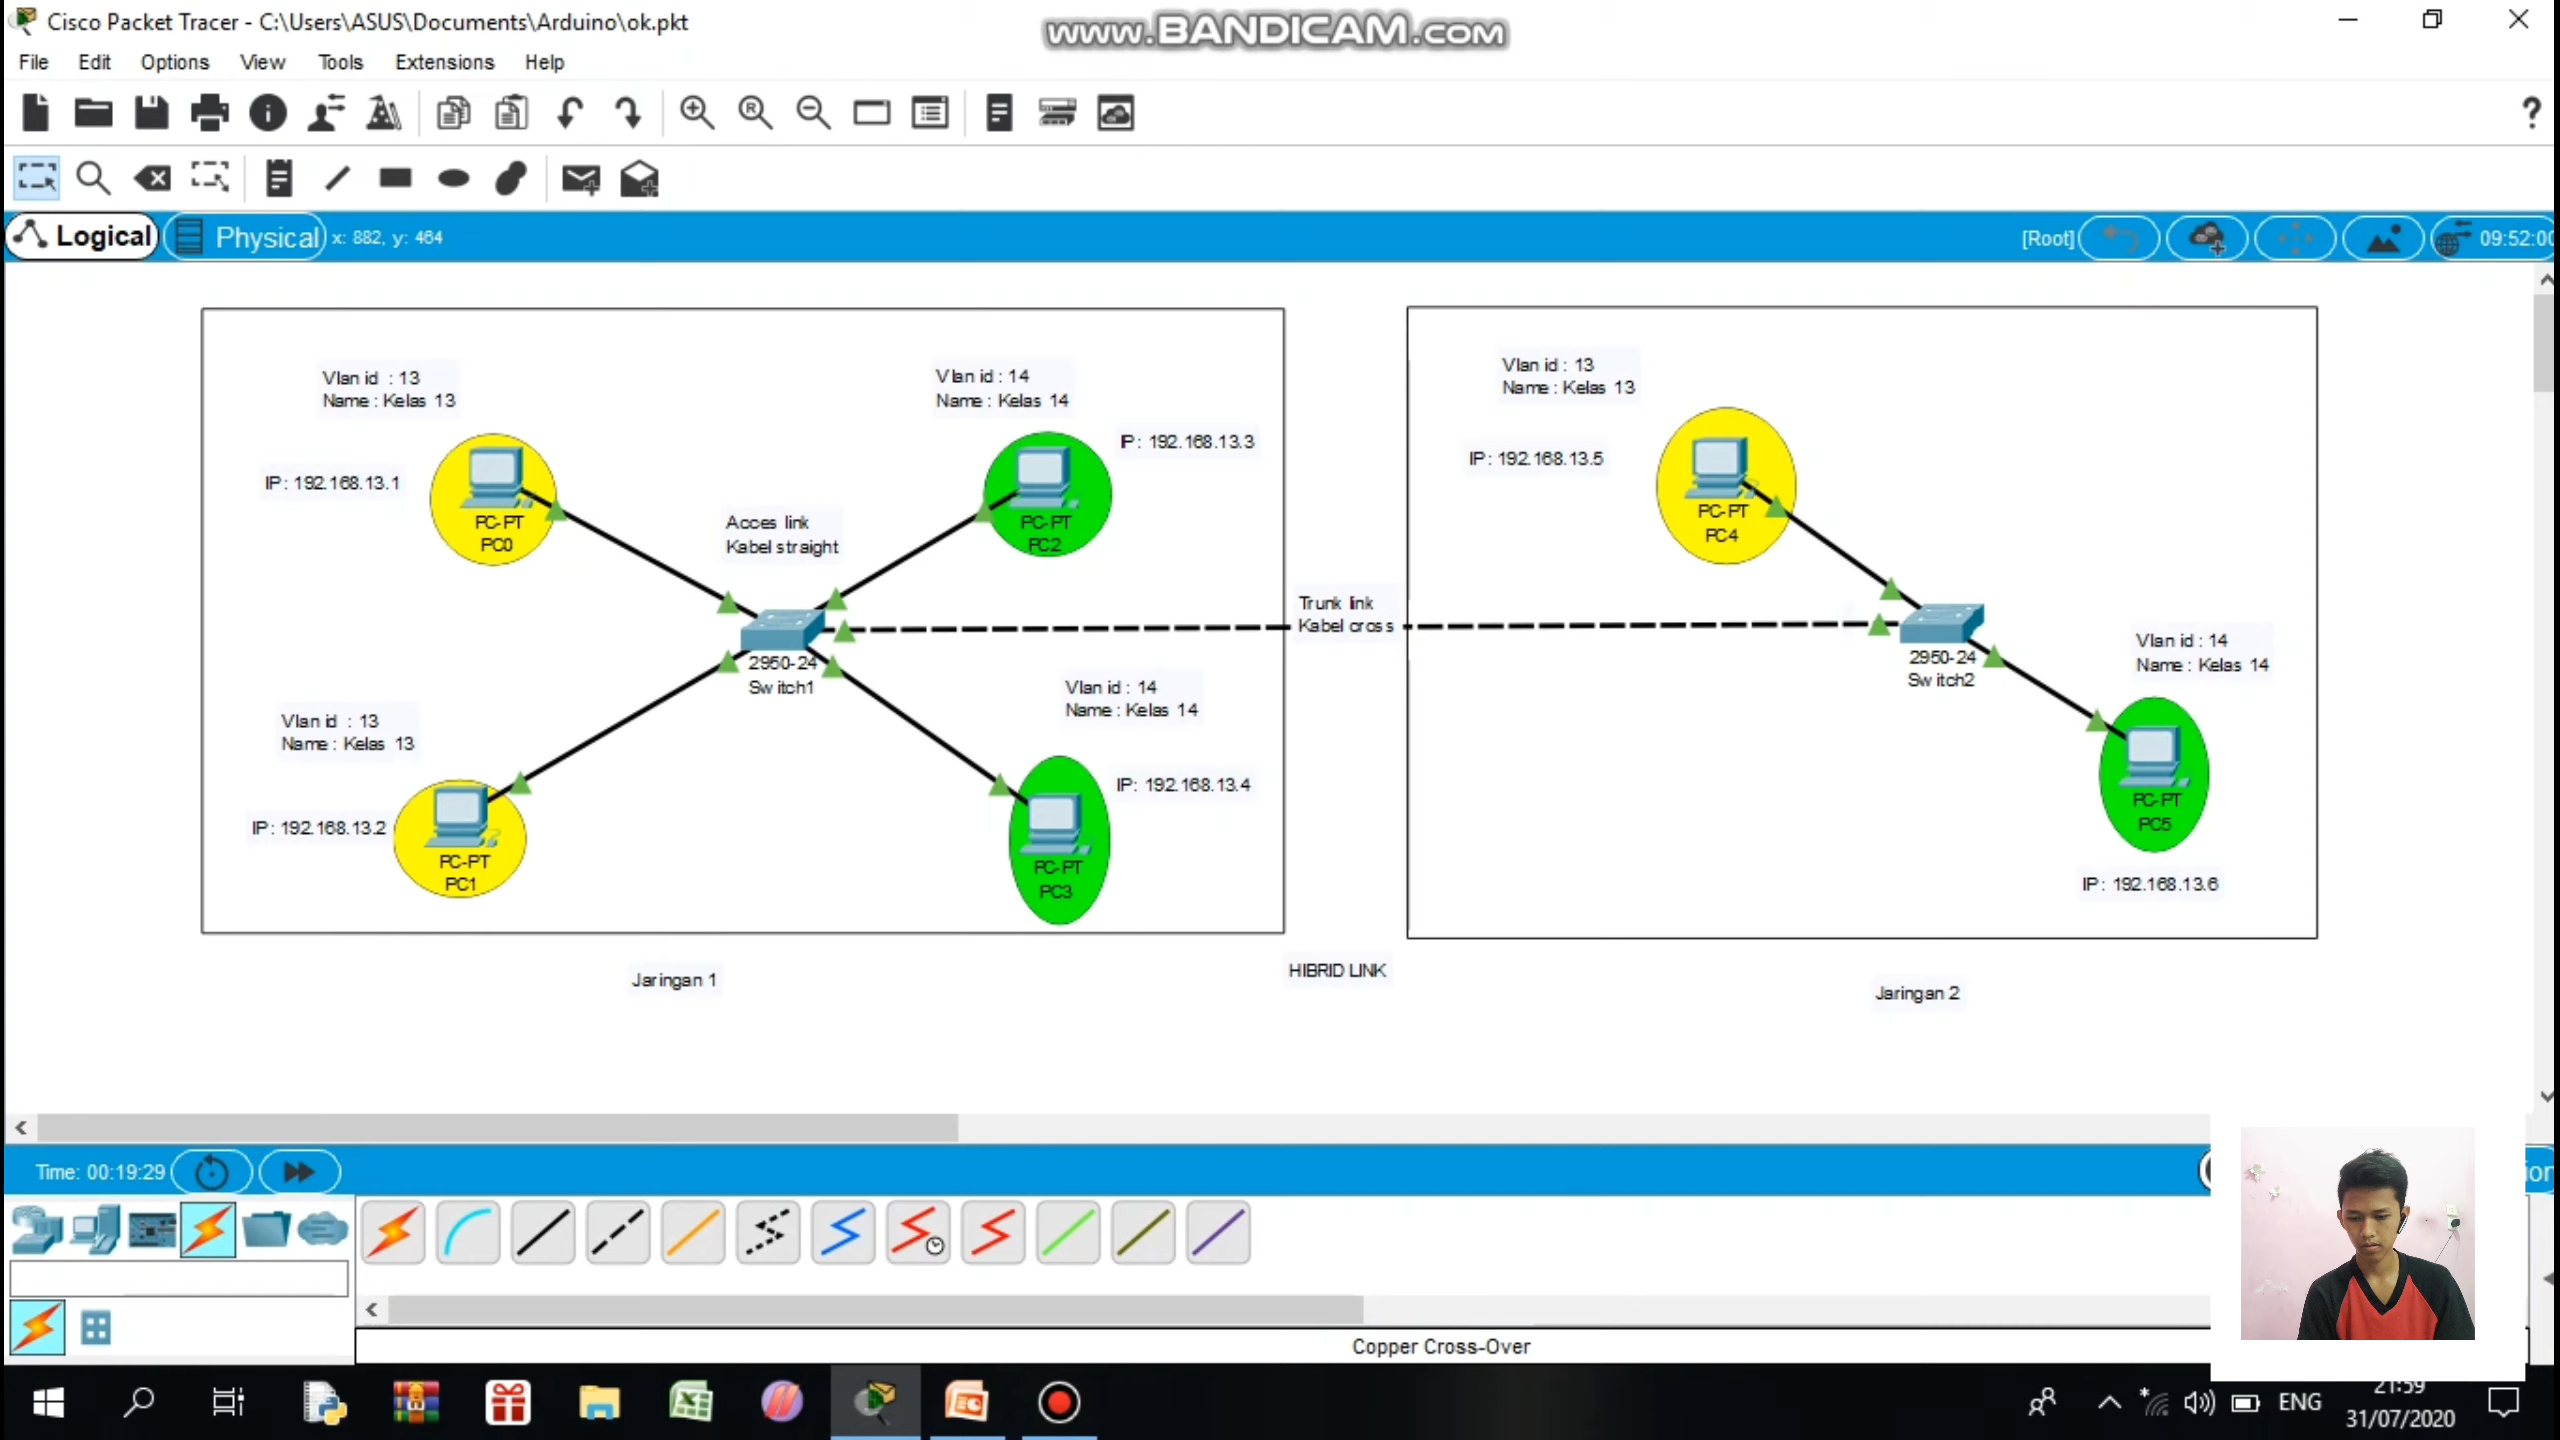 Cisco Packet Tracer - C:\Users\ASUS\Documents\Arduino\ok.pkt
www.BANDICAM.com
File Edit Options View Tools Extensions Help
Logical Physical x: 882, y: 464
[Root] 09:52:00
Vlan id : 13
Name : Kelas 13
IP : 192.168.13.1
PC-PT
PC0
Vlan id : 14
Name : Kelas 14
IP : 192.168.13.3
PC-PT
PC2
Acces link
Kabel straight
2950-24
Switch1
Vlan id : 13
Name : Kelas 13
IP : 192.168.13.2
PC-PT
PC1
Vlan id : 14
Name : Kelas 14
IP : 192.168.13.4
PC-PT
PC3
Trunk link
Kabel cross
Vlan id : 13
Name : Kelas 13
IP : 192.168.13.5
PC-PT
PC4
2950-24
Switch2
Vlan id : 14
Name : Kelas 14
PC-PT
PC5
IP : 192.168.13.6
Jaringan 1
HIBRID LINK
Jaringan 2
Time: 00:19:29
Copper Cross-Over
ENG
21:59
31/07/2020